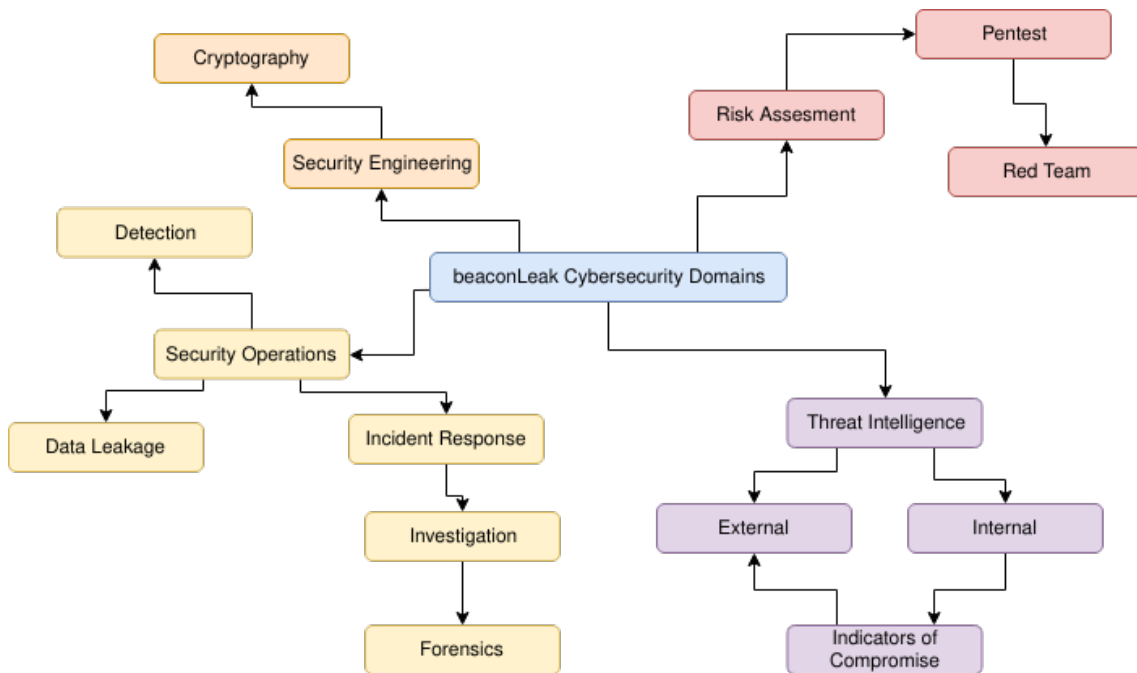 Pentest
Cryptography
Risk Assesment
Security Engineering
Red Team
Detection
beaconLeak Cybersecurity Domains
Security Operations
Threat Intelligence
Data Leakage
Incident Response
External
Internal
Investigation
Forensics
Indicators of
Compromise